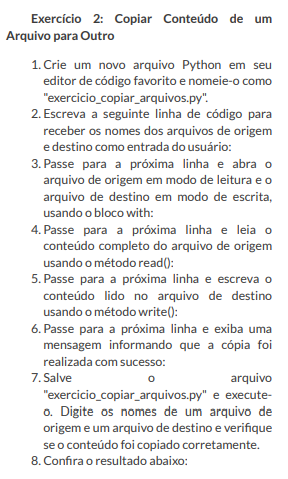 Exercício 2: Copiar Conteúdo de um
Arquivo para Outro
1. Crie um novo arquivo Python em seu
editor de código favorito e nomeie-o como
"exercicio_copiar_arquivos.py".
2. Escreva a seguinte linha de código para
receber os nomes dos arquivos de origem
e destino como entrada do usuário:
3. Passe para a próxima linha e abra o
arquivo de origem em modo de leitura e o
arquivo de destino em modo de escrita,
usando o bloco with:
4. Passe para a próxima linha e leia o
conteúdo completo do arquivo de origem
usando o método read():
5. Passe para a próxima linha e escreva o
conteúdo lido no arquivo de destino
usando o método write():
6. Passe para a próxima linha e exiba uma
mensagem informando que a cópia foi
realizada com sucesso:
7. Salve o arquivo
"exercicio_copiar_arquivos.py" e execute-
o. Digite os nomes de um arquivo de
origem e um arquivo de destino e verifique
se o conteúdo foi copiado corretamente.
8. Confira o resultado abaixo: